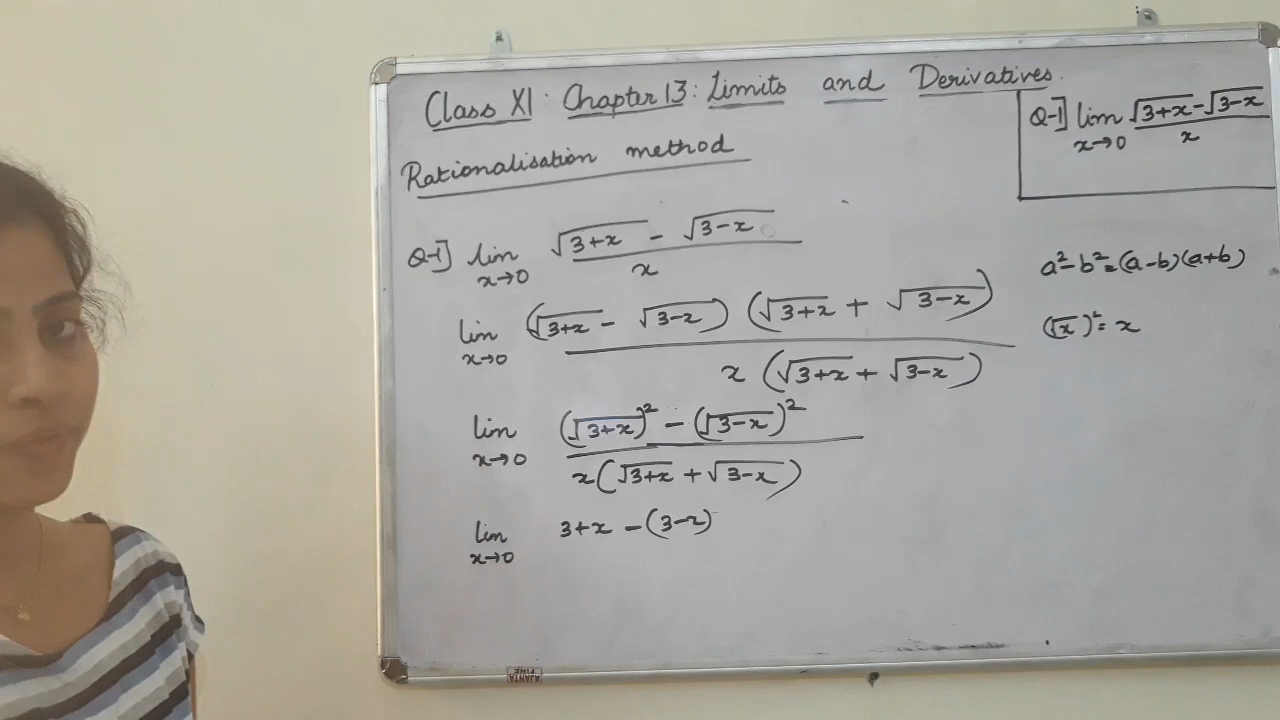 Class XI: Chapter 13: Limits and Derivatives.
Rationalisation method
Q-1] lim x→0 (√(3+x) - √(3-x)) / x
Q-1] lim x→0 (√(3+x) - √(3-x)) / x
lim x→0 (√(3+x) - √(3-x)) (√(3+x) + √(3-x)) / x (√(3+x) + √(3-x))
lim x→0 ((√(3+x))² - (√(3-x))²) / x (√(3+x) + √(3-x))
lim x→0 3+x - (3-x)
a² - b² = (a-b)(a+b)
(√x)² = x
AJANTA
FINE